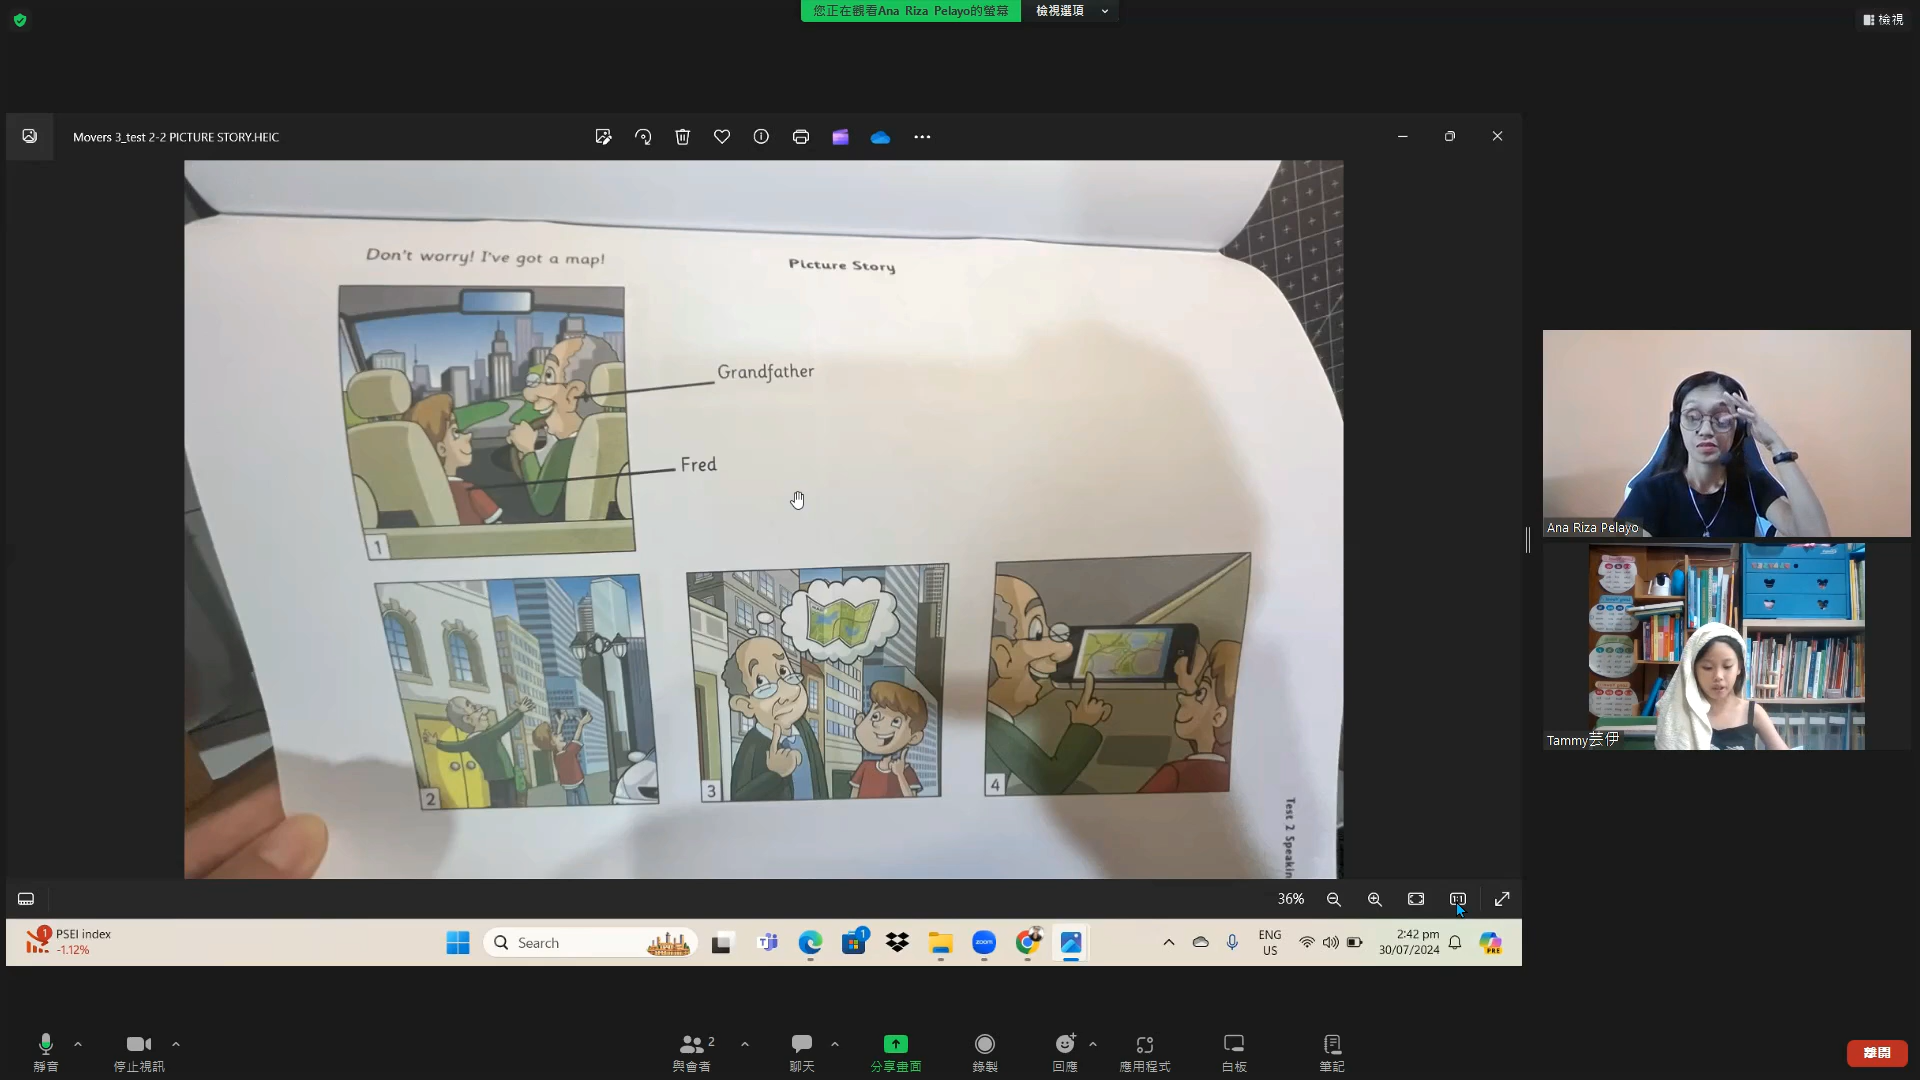 您正在觀看Ana Riza Pelayo的螢幕
檢視選項
檢視
Movers 3_test 2-2 PICTURE STORY.HEIC
Don't worry! I've got a map!
Picture Story
Grandfather
Fred
1
2
3
4
Test 2 Speakin
Ana Riza Pelayo
Tammy芸伊
36%
1
PSEI index
-1.12%
Search
1
zoom
ENG
US
2:42 pm
30/07/2024
PRE
靜音
停止視訊
2
與會者
聊天
分享畫面
錄製
回應
應用程式
白板
筆記
離開